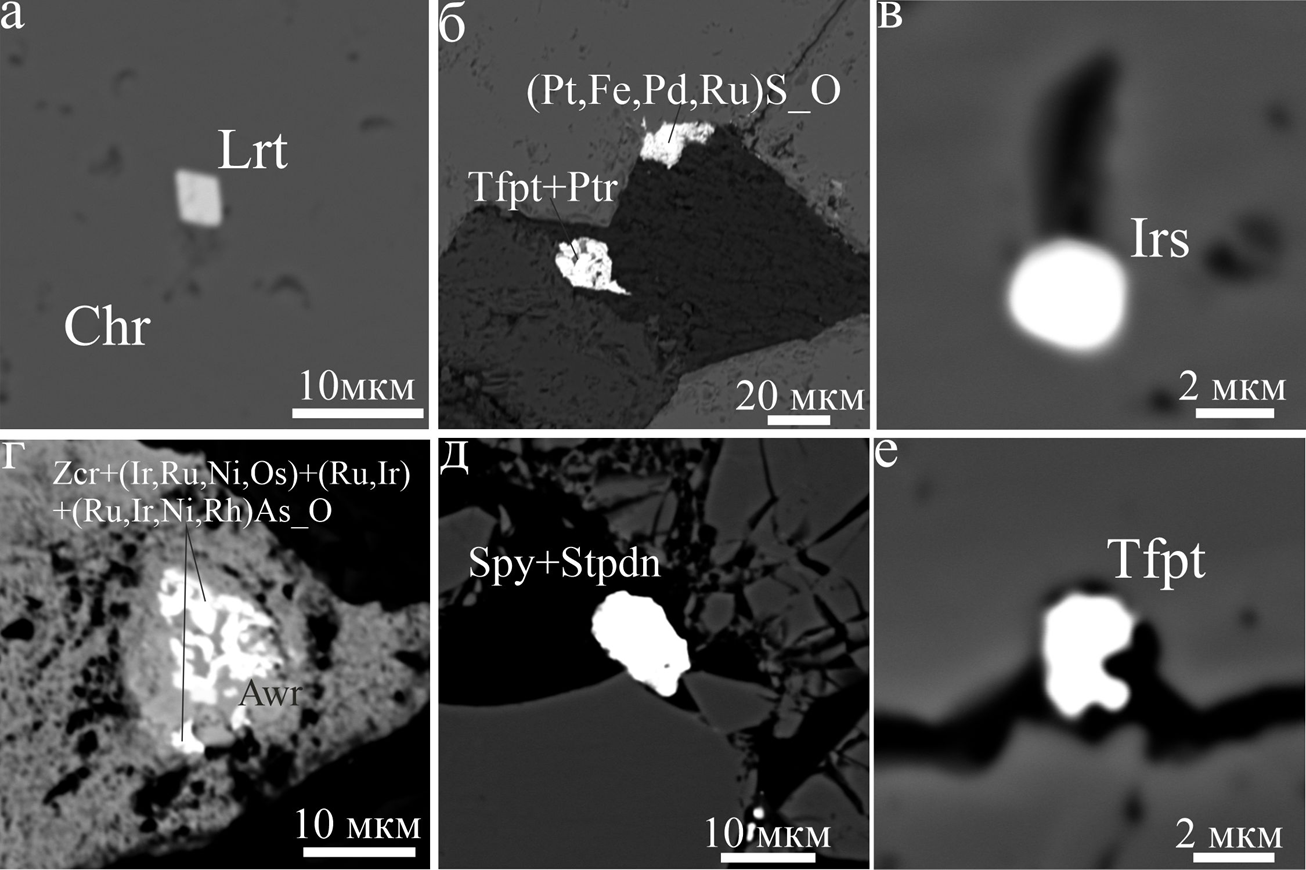 а
Lrt
Chr
10мкм
б
(Pt,Fe,Pd,Ru)S_O
Tfpt+Ptr
20 мкм
в
Irs
2 мкм
г
Zcr+(Ir,Ru,Ni,Os)+(Ru,Ir)
+(Ru,Ir,Ni,Rh)As_O
Awr
10 мкм
д
Spy+Stpdn
10 мкм
е
Tfpt
2 мкм